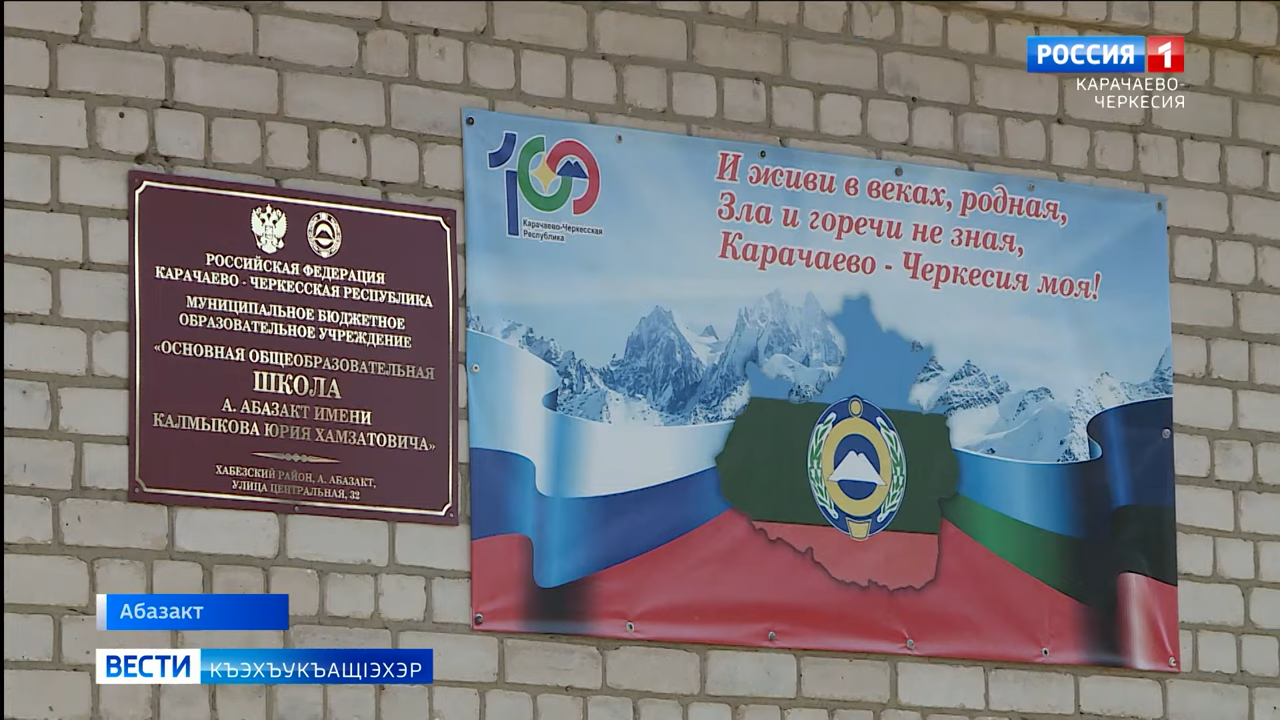 РОССИЯ 1
КАРАЧАЕВО-
ЧЕРКЕСИЯ
РОССИЙСКАЯ ФЕДЕРАЦИЯ
КАРАЧАЕВО - ЧЕРКЕССКАЯ РЕСПУБЛИКА
МУНИЦИПАЛЬНОЕ БЮДЖЕТНОЕ
ОБРАЗОВАТЕЛЬНОЕ УЧРЕЖДЕНИЕ
«ОСНОВНАЯ ОБЩЕОБРАЗОВАТЕЛЬНАЯ
ШКОЛА
А. АБАЗАКТ ИМЕНИ
КАЛМЫКОВА ЮРИЯ ХАМЗАТОВИЧА»
ХАБЕЗСКИЙ РАЙОН, А. АБАЗАКТ,
УЛИЦА ЦЕНТРАЛЬНАЯ, 32
100
Карачаево-Черкесская
Республика
И живи в веках, родная,
Зла и горечи не зная,
Карачаево - Черкесия моя!
Абазакт
ВЕСТИ КЪЭХЪУКЪАЩIЭХЭР